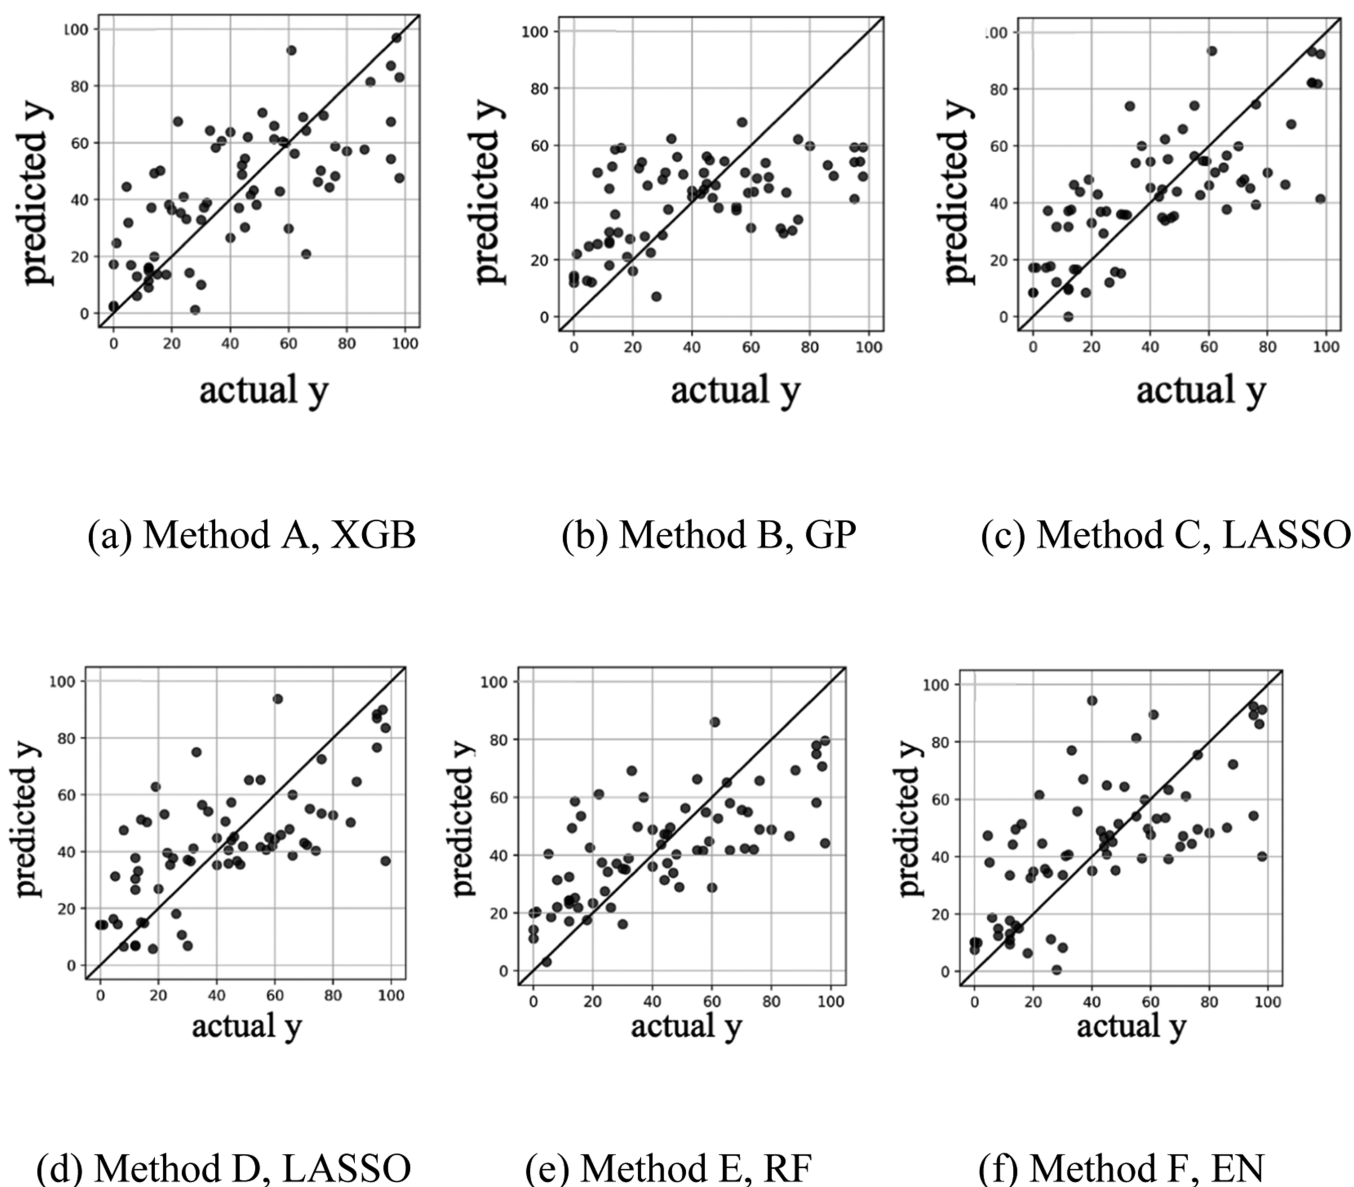 100
80
60
40
20
0
0 20 40 60 80 100
predicted y
actual y
(a) Method A, XGB
100
80
60
40
20
0
0 20 40 60 80 100
predicted y
actual y
(b) Method B, GP
.00
80
60
40
20
0
0 20 40 60 80 100
predicted y
actual y
(c) Method C, LASSO
100
80
60
40
20
0
0 20 40 60 80 100
predicted y
actual y
(d) Method D, LASSO
100
80
60
40
20
0
0 20 40 60 80 100
predicted y
actual y
(e) Method E, RF
100
80
60
40
20
0
0 20 40 60 80 100
predicted y
actual y
(f) Method F, EN